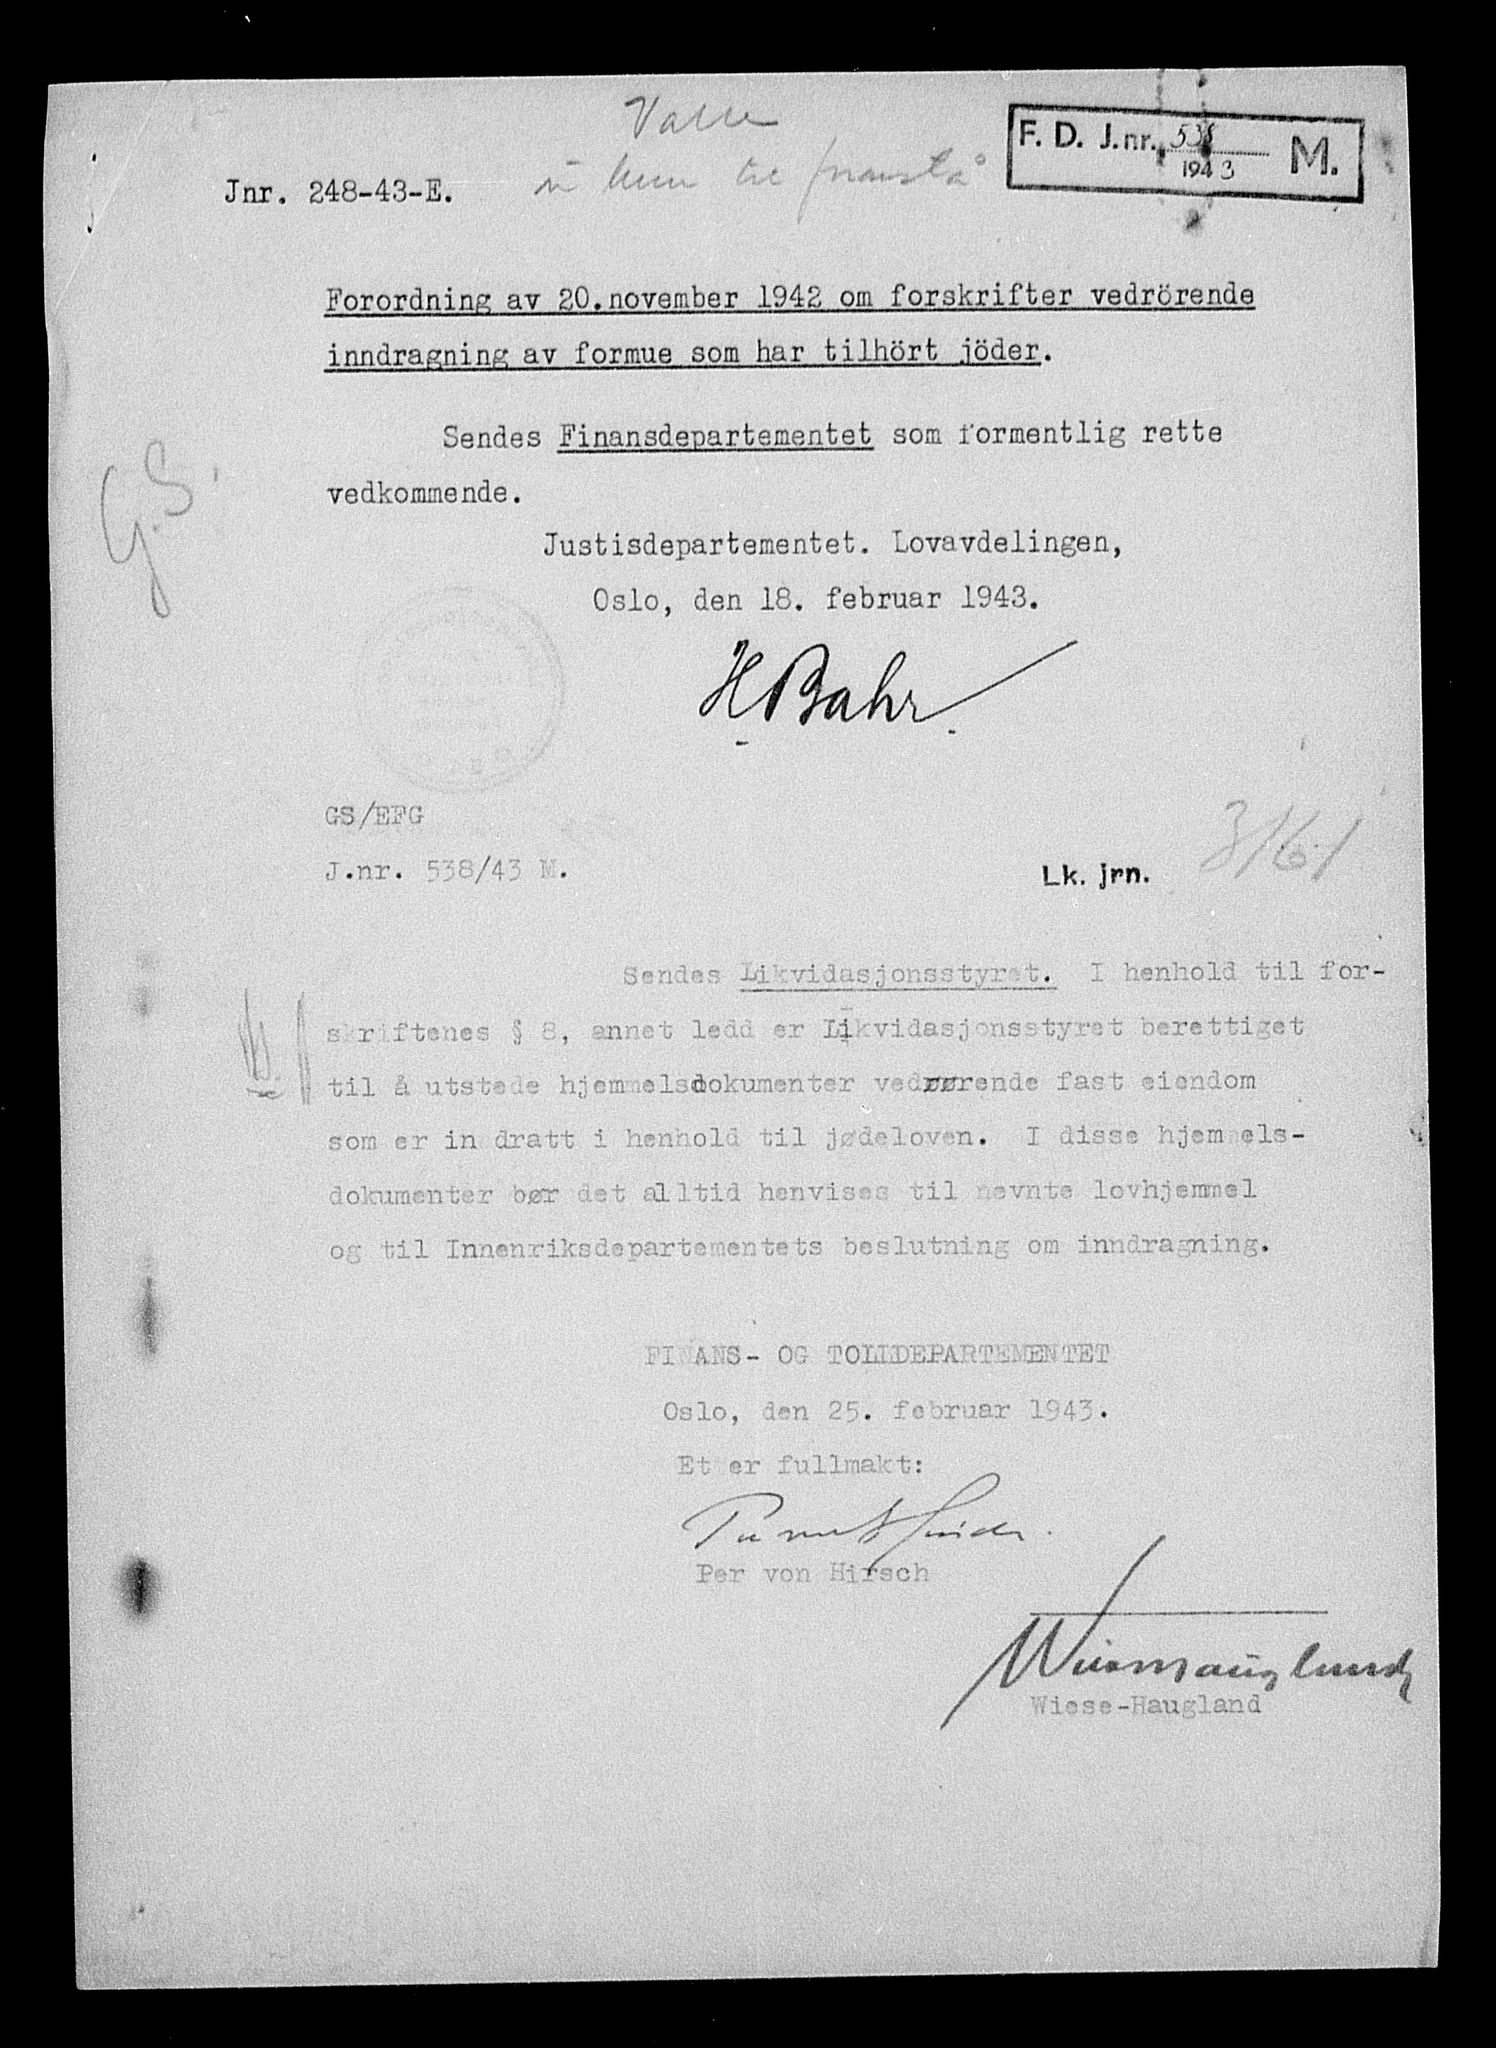 Valle
F. D. J.nr. 538
1943 M.
Jnr. 248-43-E.
Forordning av 20.november 1942 om forskrifter vedrörende
inndragning av formue som har tilhört jöder.
Sendes Finansdepartementet som formentlig rette
vedkommende.
G.S.
Justisdepartementet. Lovavdelingen,
Oslo, den 18. februar 1943.
H Bahr
GS/EFG
J.nr. 538/43 M.
Lk. jrn.
Sendes Likvidasjonsstyret. I henhold til for-
skriftenes § 8, annet ledd er Likvidasjonsstyret berettiget
til å utstede hjemmelsdokumenter vedrørende fast eiendom
som er in dratt i henhold til jødeloven. I disse hjemmels-
dokumenter bør det alltid henvises til nevnte lovhjemmel
og til Innenriksdepartementets beslutning om inndragning.
FINANS- OG TOLLDEPARTEMENTET
Oslo, den 25. februar 1943.
Et er fullmakt:
Per von Hirsch
Wiese-Haugland